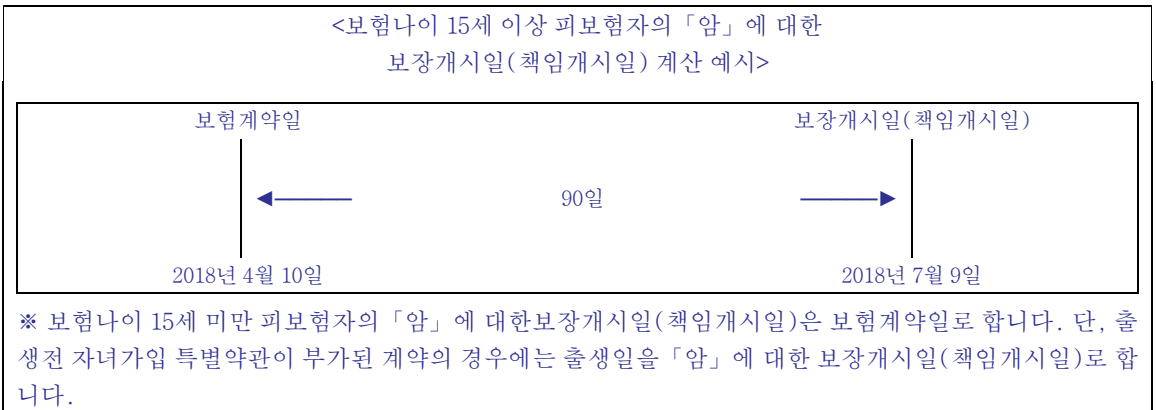 <보험나이 15세 이상 피보험자의「암」에 대한
보장개시일(책임개시일) 계산 예시>
보험계약일 보장개시일(책임개시일)
90일
2018년 4월 10일 2018년 7월 9일
※ 보험나이 15세 미만 피보험자의「암」에 대한보장개시일(책임개시일)은 보험계약일로 합니다. 단, 출
생전 자녀가입 특별약관이 부가된 계약의 경우에는 출생일을「암」에 대한 보장개시일(책임개시일)로 합
니다.